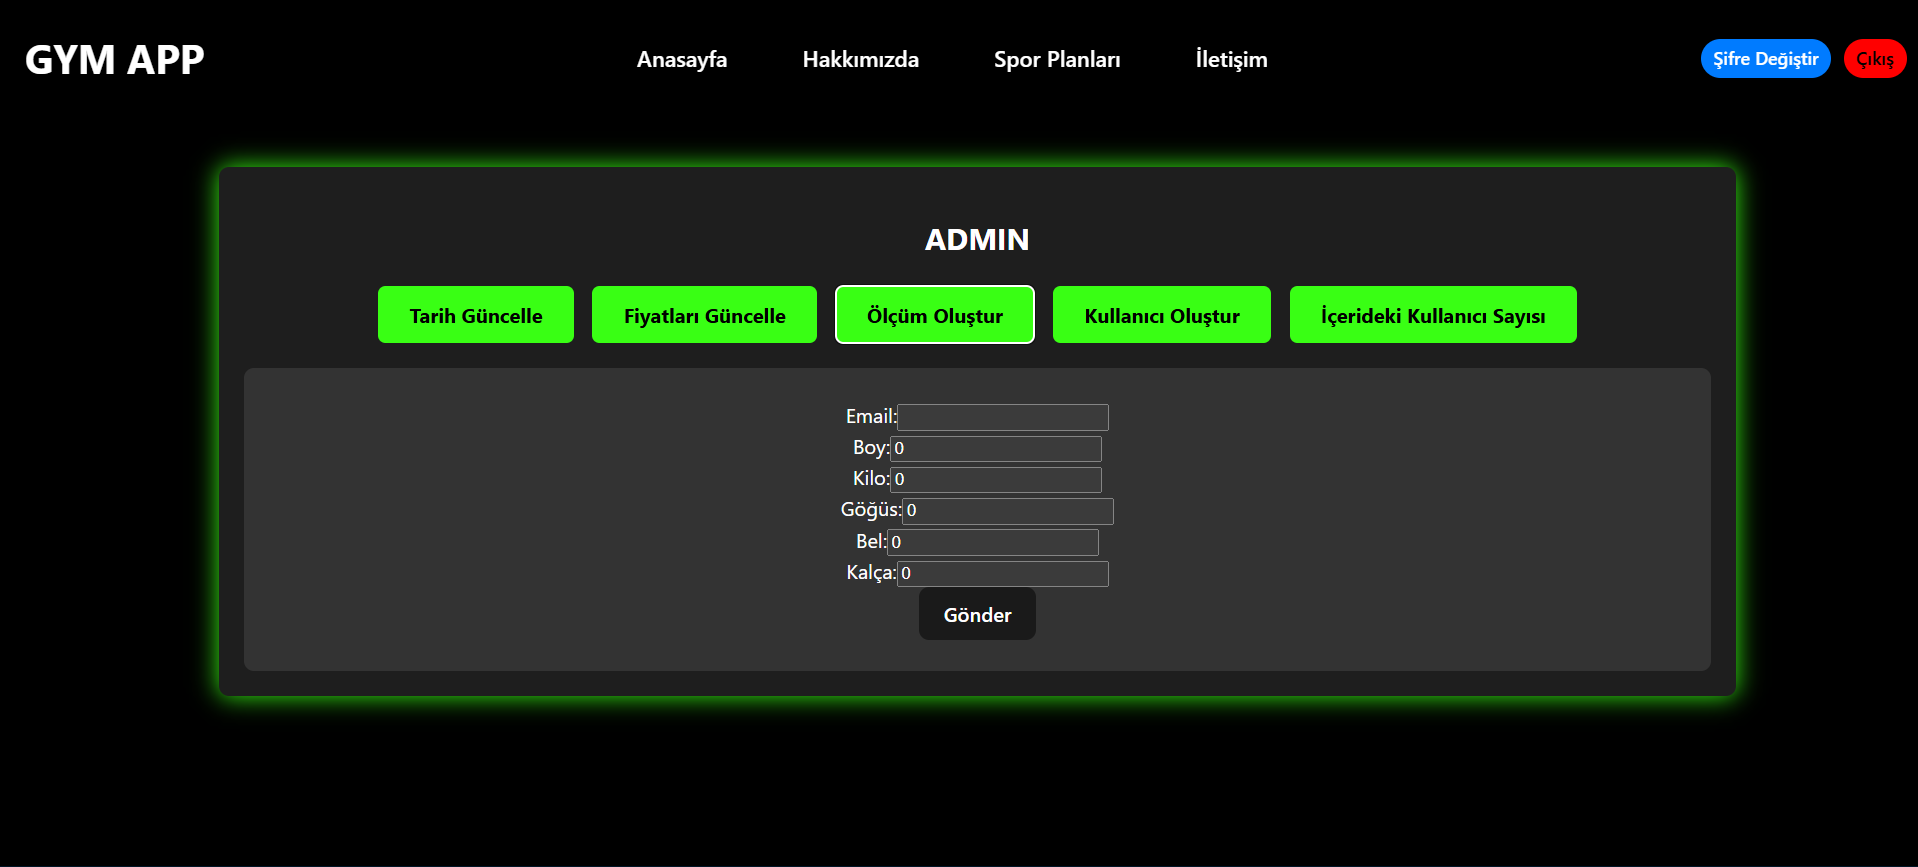 GYM APP Anasayfa Hakkımızda Spor Planları İletişim Şifre Değiştir Çıkış
ADMIN
Tarih Güncelle Fiyatları Güncelle Ölçüm Oluştur Kullanıcı Oluştur İçerideki Kullanıcı Sayısı
Email:
Boy: 0
Kilo: 0
Göğüs: 0
Bel: 0
Kalça: 0
Gönder